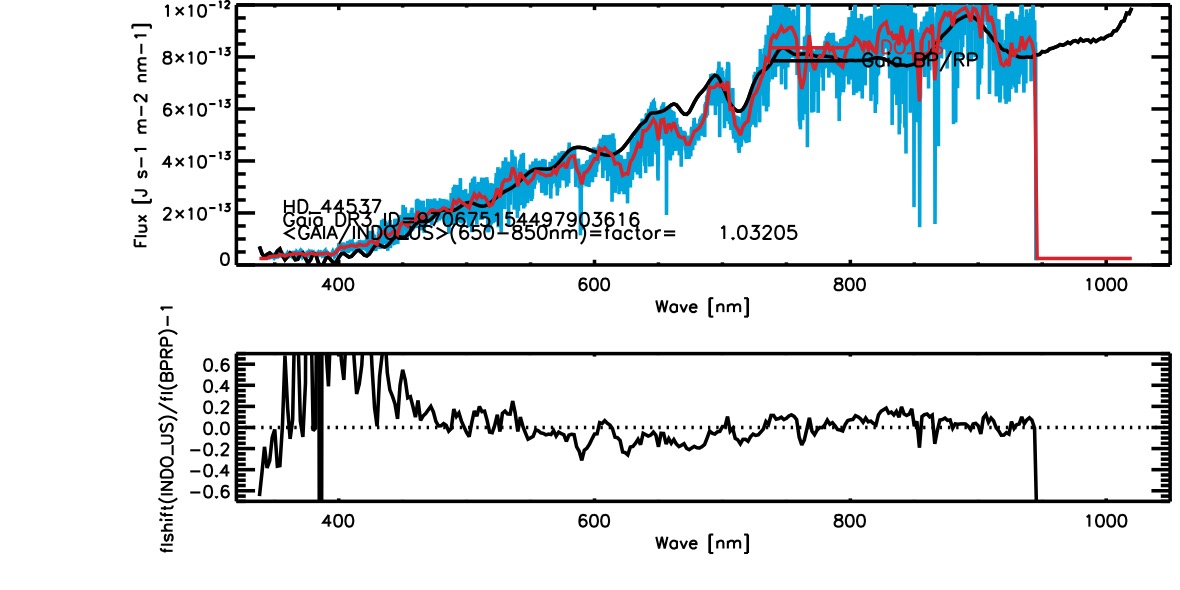 1×10−12
8×10−13
6×10−13
4×10−13
2×10−13
0
Flux [J s−1 m−2 nm−1]
Gaia BP/RP
HD_44537
Gaia DR3 ID=970675154497903616
<GAIA/INDO_US>(650−850nm)=factor= 1.03205
400 600 800 1000
Wave [nm]
0.6
0.4
0.2
0.0
−0.2
−0.4
−0.6
flshift(INDO_US)/fl(BPRP)−1
400 600 800 1000
Wave [nm]